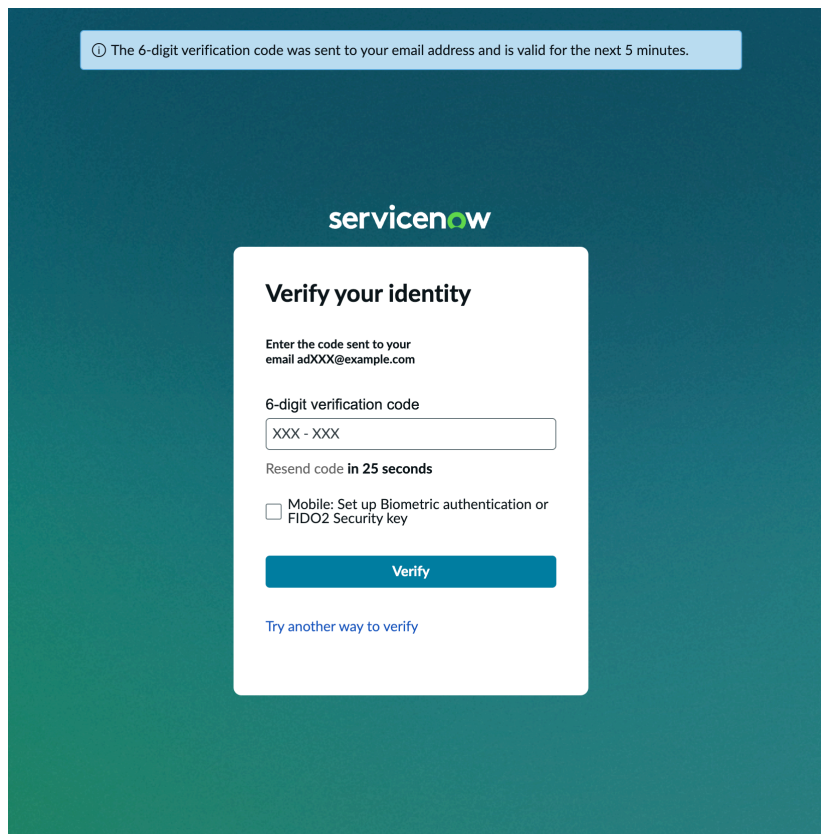 The 6-digit verification code was sent to your email address and is valid for the next 5 minutes.
servicenow
Verify your identity
Enter the code sent to your
email adXXX@example.com
6-digit verification code
XXX - XXX
Resend code in 25 seconds
Mobile: Set up Biometric authentication or
FIDO2 Security key
Verify
Try another way to verify